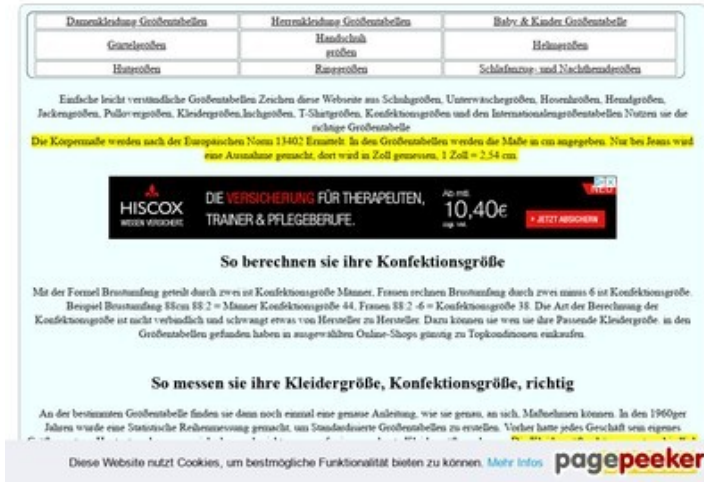 Damenkleidung Größentabellen Herrenkleidung Größentabellen Baby & Kinder Größentabelle
Gürtelgrößen Handschuh größen Helmgrößen
Hutgrößen Ringgrößen Schlafanzug- und Nachthemdgrößen
Einfache leicht verständliche Größentabellen Zeichen diese Webseite aus Schuhgrößen, Unterwäschegrößen, Hosenhrößen, Hemdgrößen,
Jackengrößen, Pullovergrößen, Kleidergrößen,Inchgrößen, T-Shirtgrößen, Konfektionsgrößen und den Internationalengrößentabellen Nutzen sie die
richtige Größentabelle
Die Körpermaße werden nach der Europäischen Norm 13402 Ermittelt. In den Größentabellen werden die Maße in cm angegeben. Nur bei Jeans wird
eine Ausnahme gemacht, dort wird in Zoll gemessen, 1 Zoll = 2,54 cm.
HISCOX
WISSEN VERSICHERT.
DIE VERSICHERUNG FÜR THERAPEUTEN,
TRAINER & PFLEGEBERUFE.
Ab mtl.
10,40€
NEU
JETZT ABSICHERN
So berechnen sie ihre Konfektionsgröße
Mit der Formel Brustumfang geteilt durch zwei ist Konfektionsgröße Männer, Frauen rechnen Brustumfang durch zwei minus 6 ist Konfektionsgröße.
Beispiel Brustumfang 88cm 88:2 = Männer Konfektionsgröße 44, Frauen 88:2 -6 = Konfektionsgröße 38. Die Art der Berechnung der
Konfektionsgröße ist nicht verbindlich und schwangt etwas von Hersteller zu Hersteller. Dazu können sie wen sie ihre Passende Kleidergröße. in den
Größentabellen gefunden haben in ausgewählten Online-Shops günstig zu Topkonditionen einkaufen.
So messen sie ihre Kleidergröße, Konfektionsgröße, richtig
An der bestimmten Größentabelle finden sie dann noch einmal eine genaue Anleitung, wie sie genau, an sich, Maßnehmen können. In den 1960ger
Jahren wurde eine Statistische Reihenmessung gemacht, um Standardisierte Größentabellen zu erstellen. Vorher hatte jedes Geschäft sein eigenes
Diese Website nutzt Cookies, um bestmögliche Funktionalität bieten zu können. Mehr Infos
pagepeeker